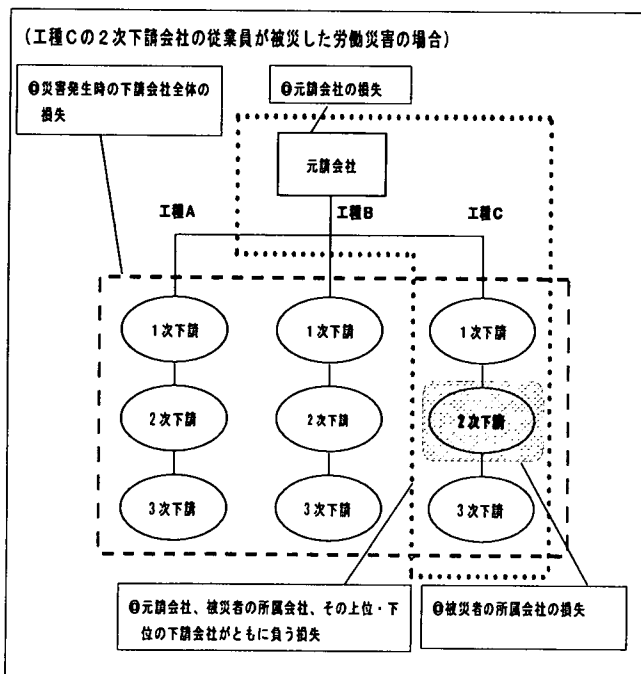 (工種Cの2次下請会社の従業員が被災した労働災害の場合)
災害発生時の下請会社全体の
損失
元請会社の損失
元請会社
工種A
工種B
工種C
1次下請
1次下請
1次下請
2次下請
2次下請
2次下請
3次下請
3次下請
3次下請
元請会社、被災者の所属会社、その上位・下
位の下請会社がともに負う損失
被災者の所属会社の損失